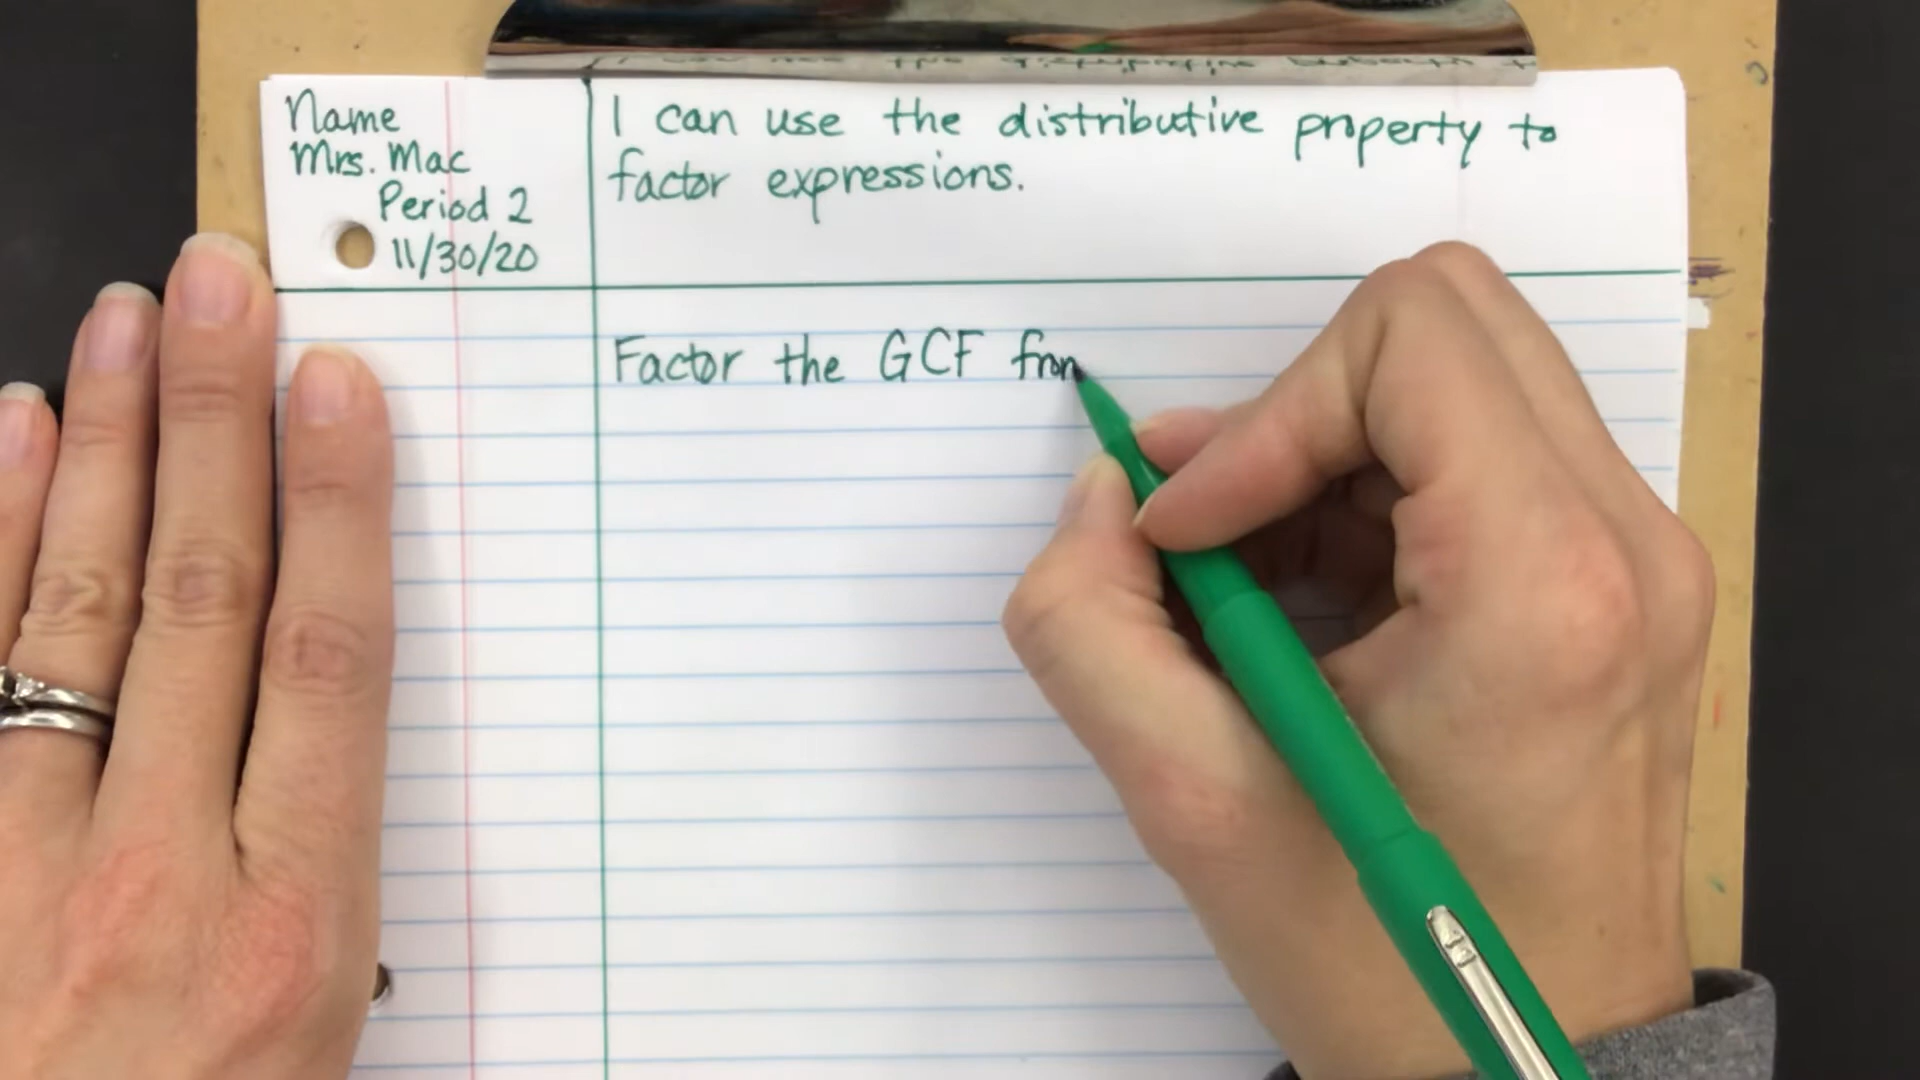 Name
Mrs. Mac
Period 2
11/30/20
I can use the distributive property to
factor expressions.
Factor the GCF from